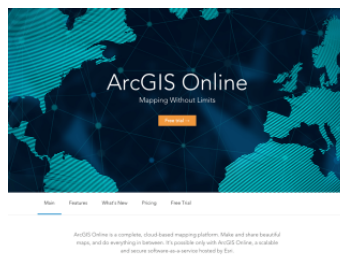 ArcGIS Online
Mapping Without Limits
Free trial
Main Features What's New Pricing Free Trial
ArcGIS Online is a complete, cloud-based mapping platform. Make and share beautiful
maps, and do everything in between. It's possible only with ArcGIS Online, a scalable
and secure software-as-a-service hosted by Esri.